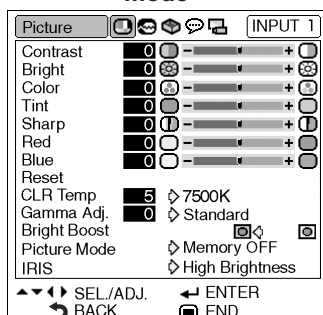 Picture INPUT 1
Contrast 0 - +
Bright 0 - +
Color 0 - +
Tint 0 - +
Sharp 0 - +
Red 0 - +
Blue 0 - +
Reset
CLR Temp 5 7500K
Gamma Adj. 0 Standard
Bright Boost
Picture Mode Memory OFF
IRIS High Brightness
SEL./ADJ. ENTER
BACK END